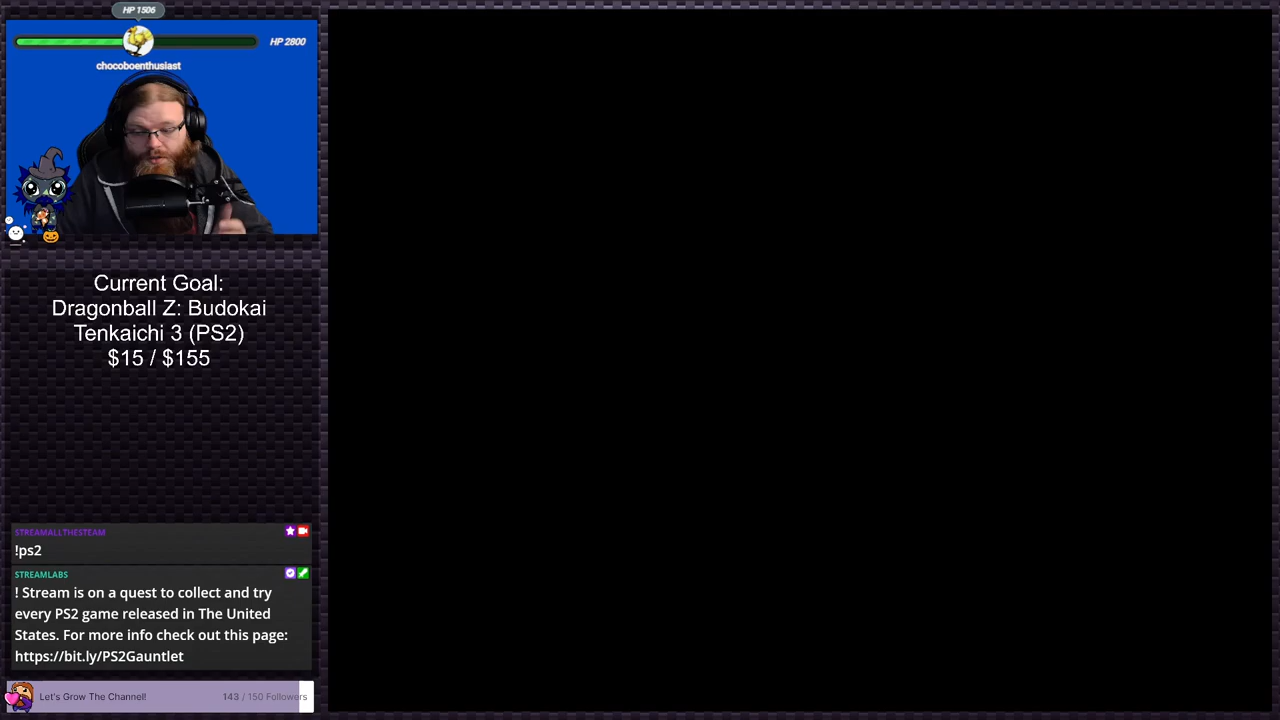 HP 1506
HP 2800
chocoboenthusiast
Current Goal:
Dragonball Z: Budokai
Tenkaichi 3 (PS2)
$15 / $155
STREAMALLTHESTEAM
!ps2
STREAMLABS
! Stream is on a quest to collect and try
every PS2 game released in The United
States. For more info check out this page:
https://bit.ly/PS2Gauntlet
Let's Grow The Channel! 143 / 150 Followers